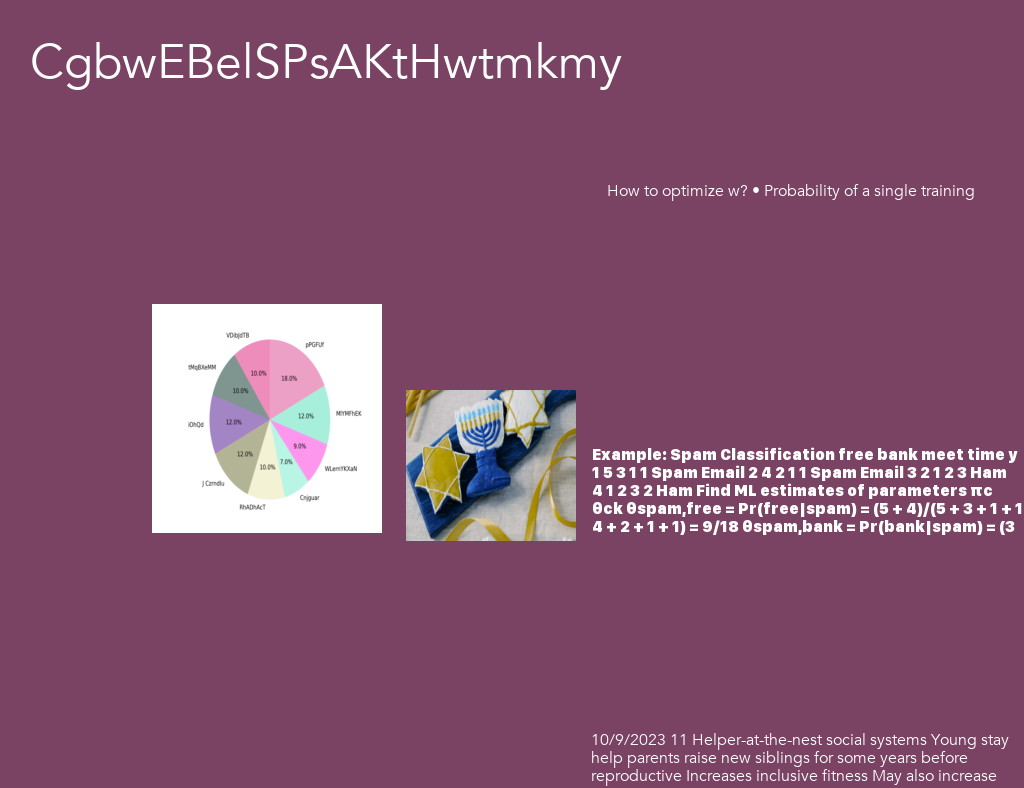 CgbwEBelSPsAKtHwtmkmy
How to optimize w? • Probability of a single training
VDibJdTB
pPGFUf
tMqBXeMM
10.0%
18.0%
10.0%
MlYMFhEK
12.0%
iOhQd
12.0%
9.0%
12.0%
7.0%
10.0%
WLernYKXaN
J Czrndlu
Cnjguar
RhADhAcT
Example: Spam Classification free bank meet time y
1 5 3 1 1 Spam Email 2 4 2 1 1 Spam Email 3 2 1 2 3 Ham
4 1 2 3 2 Ham Find ML estimates of parameters πc
θck θspam,free = Pr(free|spam) = (5 + 4)/(5 + 3 + 1 + 1
4 + 2 + 1 + 1) = 9/18 θspam,bank = Pr(bank|spam) = (3
10/9/2023 11 Helper-at-the-nest social systems Young stay
help parents raise new siblings for some years before
reproductive Increases inclusive fitness May also increase